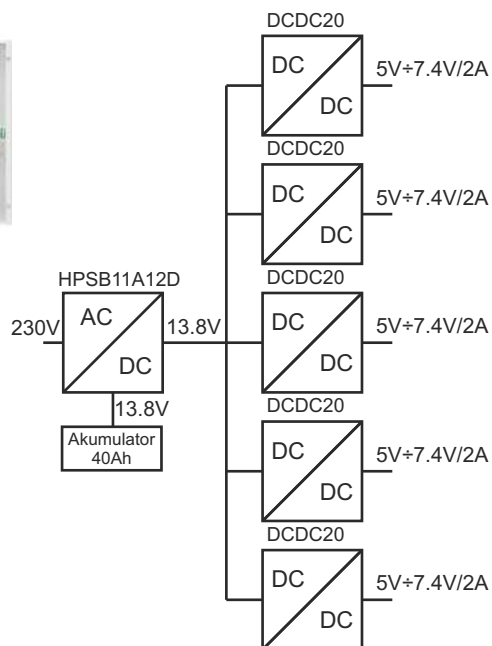 DCDC20
DC
DC
5V÷7.4V/2A
DCDC20
DC
DC
5V÷7.4V/2A
HPSB11A12D
230V
AC
DC
13.8V
13.8V
Akumulator
40Ah
DCDC20
DC
DC
5V÷7.4V/2A
DCDC20
DC
DC
5V÷7.4V/2A
DCDC20
DC
DC
5V÷7.4V/2A